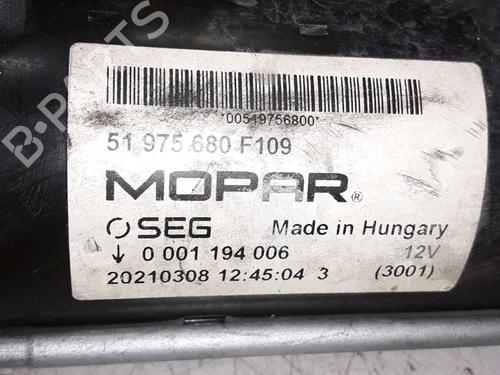 *00519756800*
51 975 680 F109
MOPAR®
SEG Made in Hungary
0 001 194 006 12V
20210308 12:45:04 3 (3001)
B-PARTS